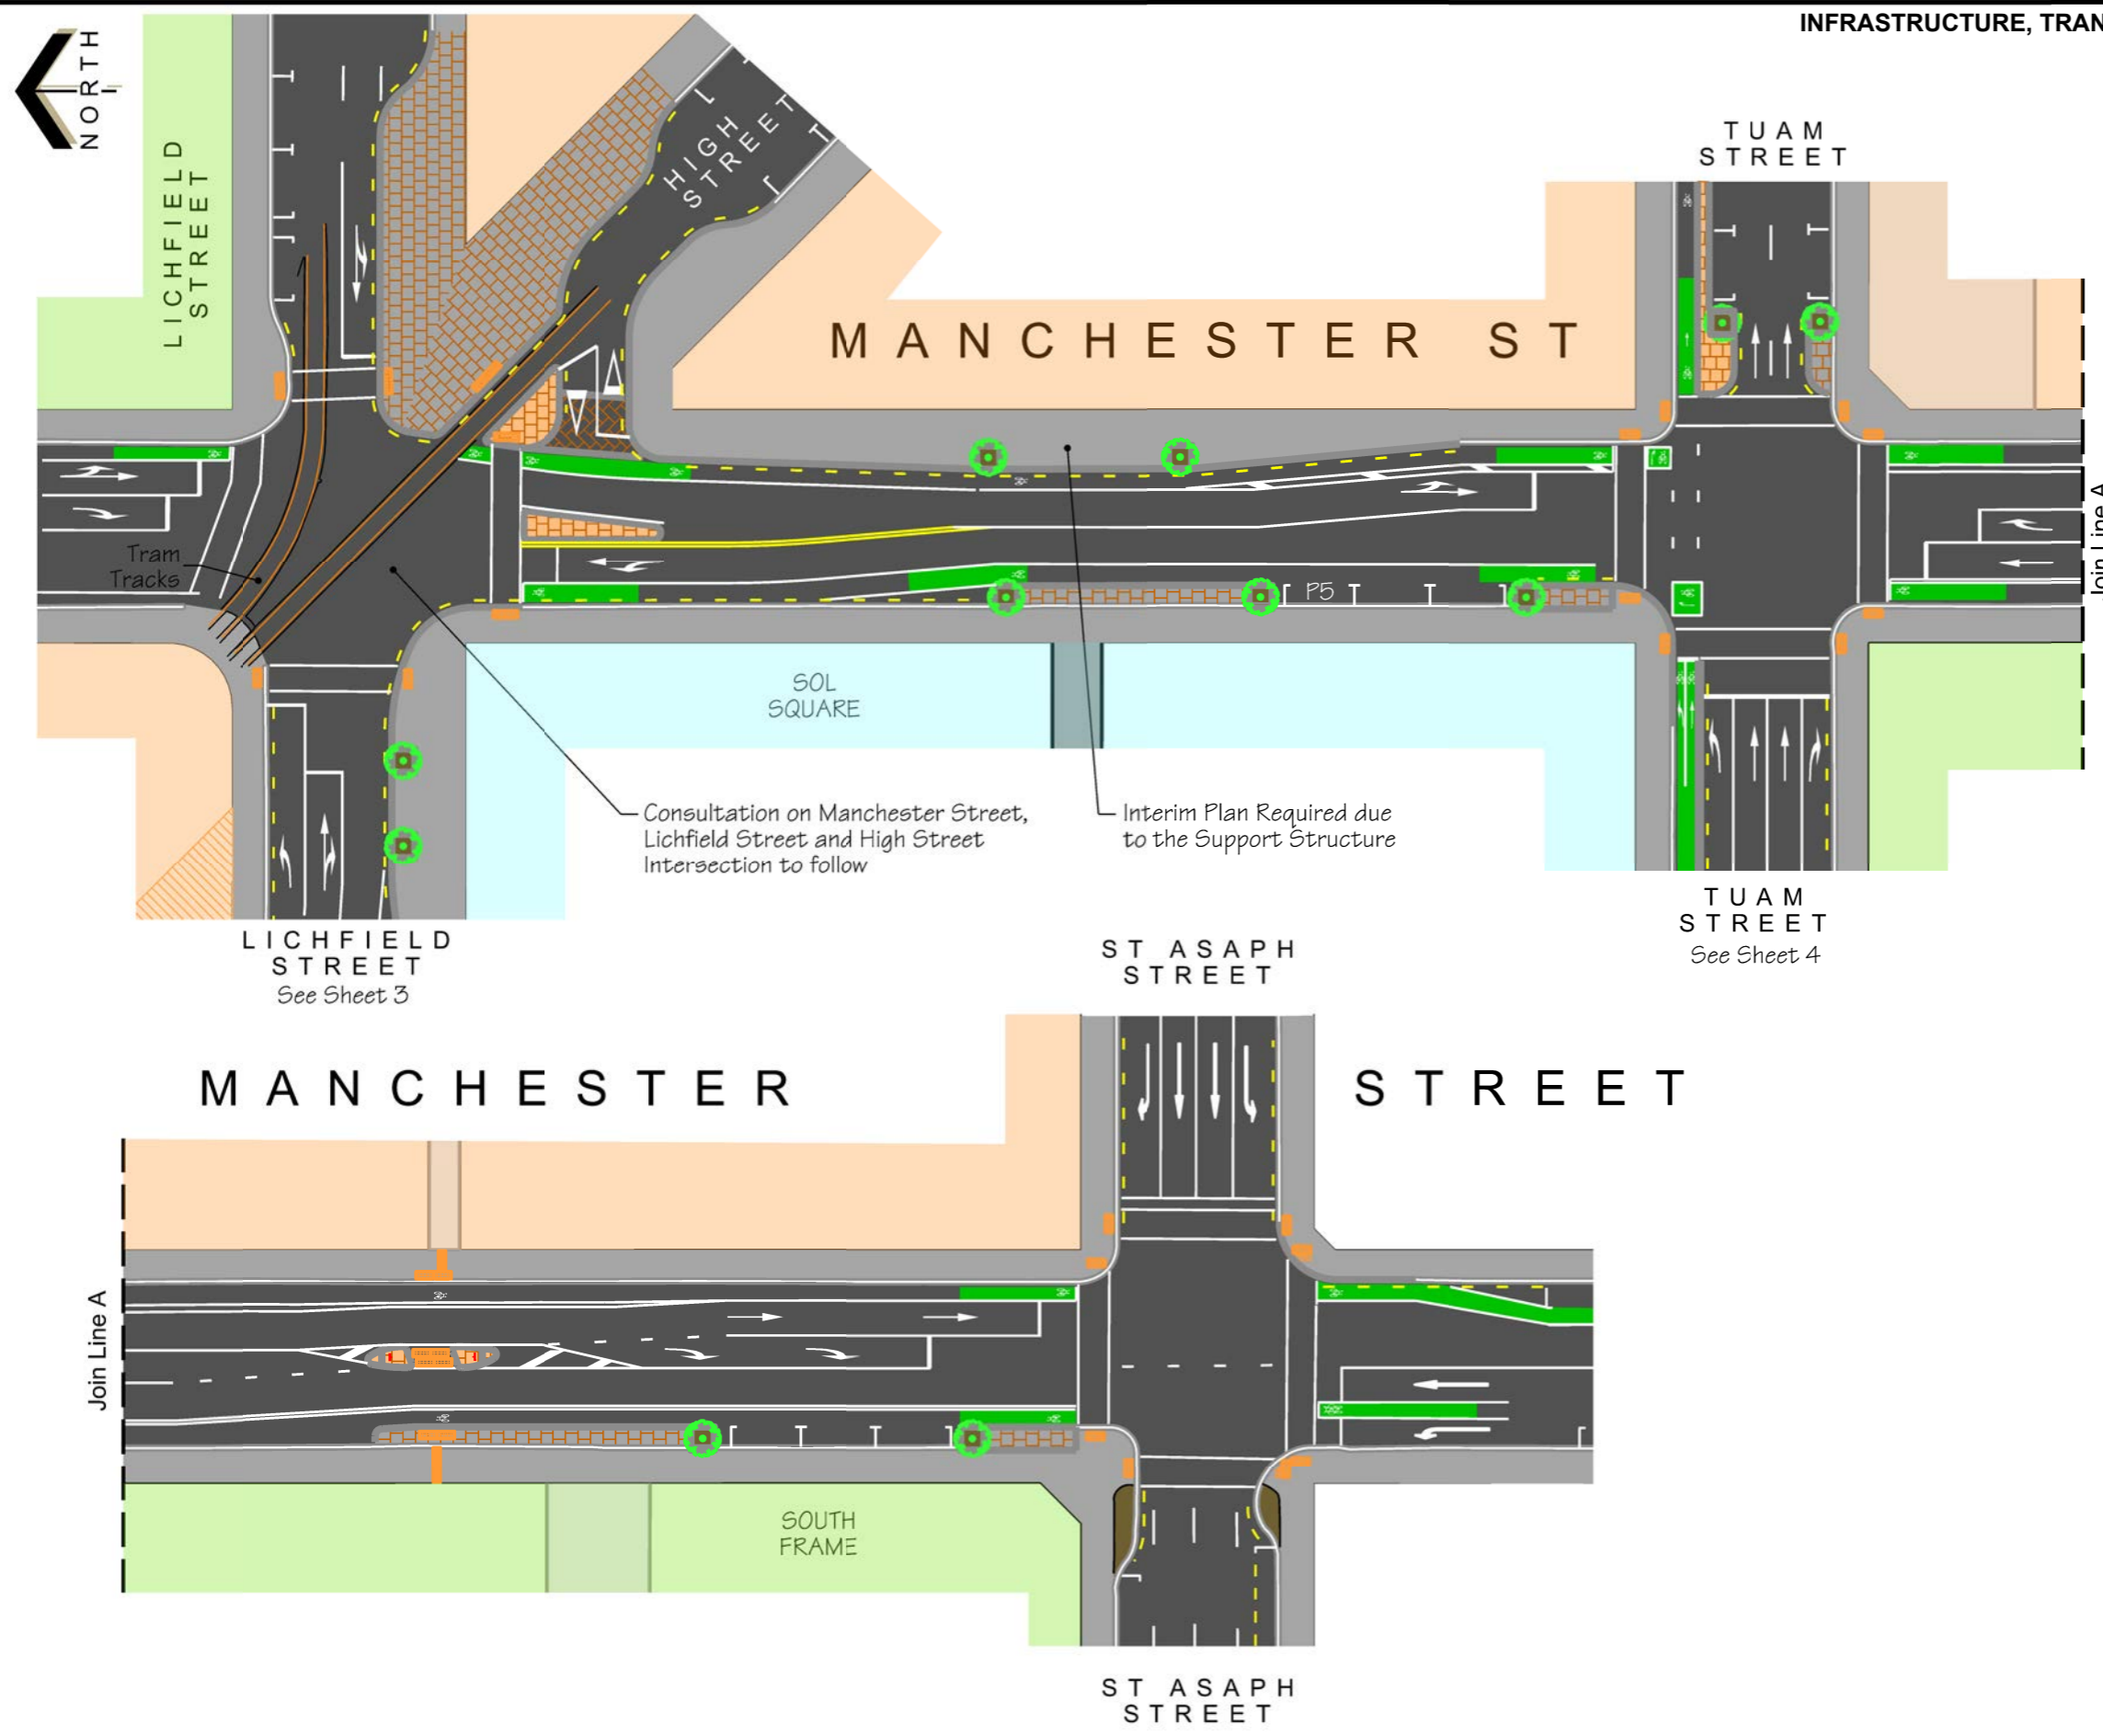 INFRASTRUCTURE, TRAN
NORTH
LICHFIELD
STREET
HIGH
STREET
TUAM
STREET
MANCHESTER ST
Tram
Tracks
P5
Join Line A
SOL
SQUARE
Consultation on Manchester Street,
Lichfield Street and High Street
Intersection to follow
Interim Plan Required due
to the Support Structure
LICHFIELD
STREET
See Sheet 3
TUAM
STREET
See Sheet 4
ST ASAPH
STREET
MANCHESTER STREET
Join Line A
SOUTH
FRAME
ST ASAPH
STREET